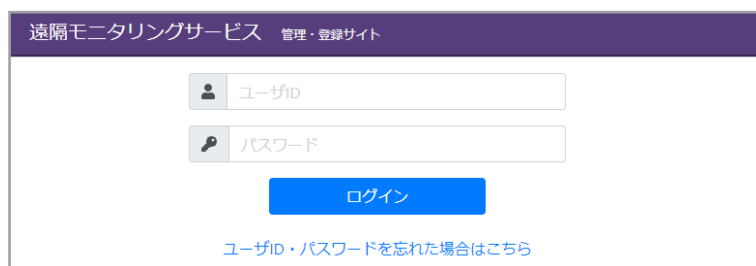 遠隔モニタリングサービス 管理・登録サイト
ユーザID
パスワード
ログイン
ユーザID・パスワードを忘れた場合はこちら